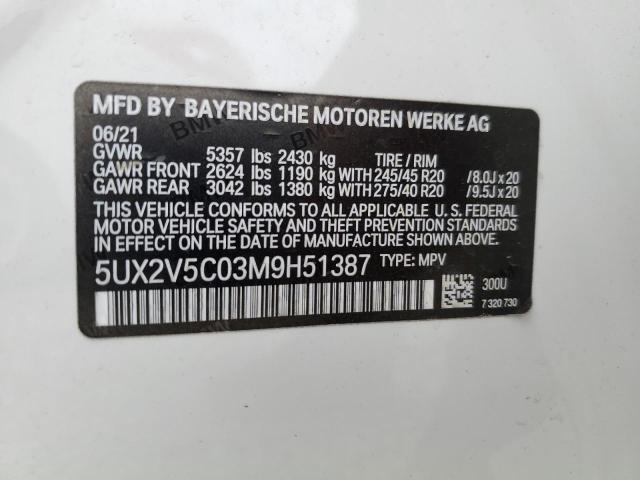 MFD BY BAYERISCHE MOTOREN WERKE AG
06/21
GVWR 5357 lbs 2430 kg TIRE / RIM
GAWR FRONT 2624 lbs 1190 kg WITH 245/45 R20 /8.0J x 20
GAWR REAR 3042 lbs 1380 kg WITH 275/40 R20 /9.5J x 20
THIS VEHICLE CONFORMS TO ALL APPLICABLE U. S. FEDERAL
MOTOR VEHICLE SAFETY AND THEFT PREVENTION STANDARDS
IN EFFECT ON THE DATE OF MANUFACTURE SHOWN ABOVE.
5UX2V5C03M9H51387 TYPE: MPV
300U
7 320 730